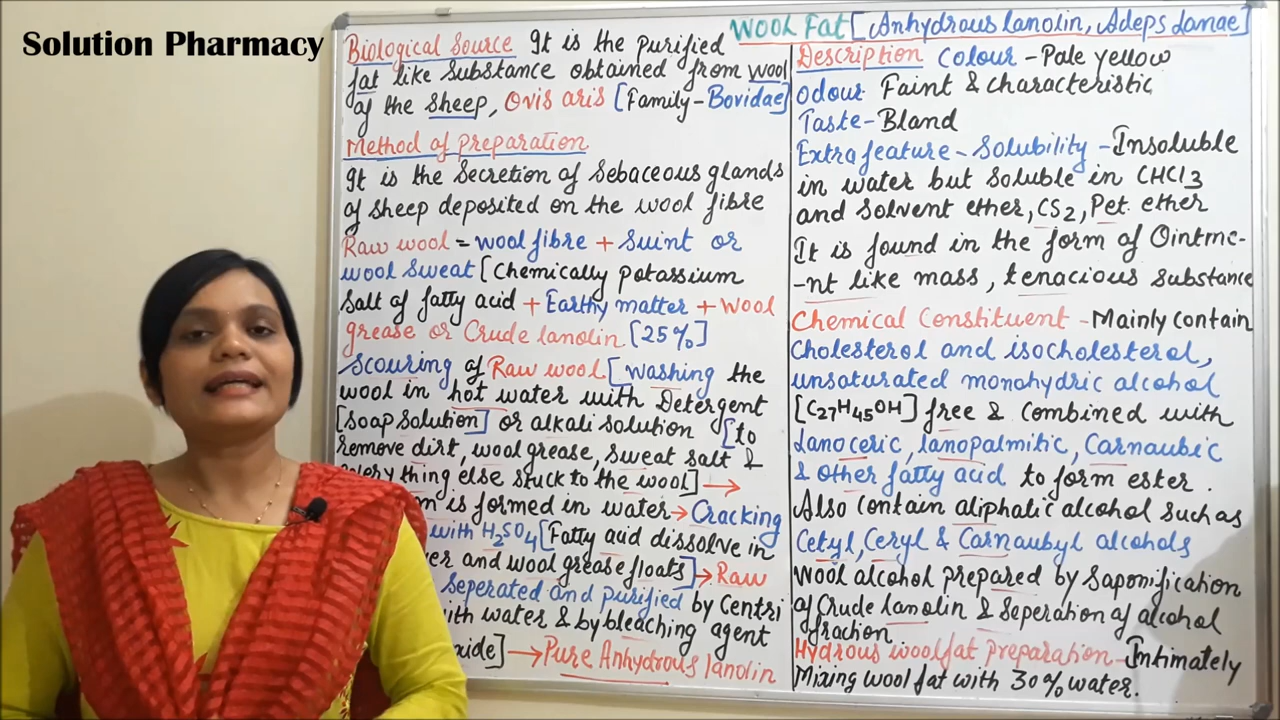 Solution Pharmacy
Wool Fat [Anhydrous lanolin, Adeps Lanae]
Biological Source It is the purified
fat like substance obtained from wool
of the sheep, Ovis aris [Family-Bovidae]
Method of preparation
It is the Secretion of Sebaceous glands
of sheep deposited on the wool fibre
Raw wool = wool fibre + Suint or
wool Sweat [Chemically potassium
Salt of fatty acid + Earthy matter + Wool
grease or Crude lanolin [25%]
Scouring of Raw wool [washing the
wool in hot water with Detergent
[soap solution] or alkali solution [to
remove dirt, wool grease, Sweat salt &
every thing else stuck to the wool] →
is formed in water → Cracking
with H2SO4 [Fatty acid dissolve in
and wool grease floats] → Raw
Seperated and purified by Centri
with water & by bleaching agent
→ Pure Anhydrous lanolin
Description Colour - Pale yellow
Odour Faint & characteristic
Taste - Bland
Extra feature - Solubility - Insoluble
in water but soluble in CHCl3
and solvent ether, CS2, Pet. ether
It is found in the form of Ointme-
-nt like mass, tenacious substance
Chemical Constituent - Mainly contain
Cholesterol and isocholesterol,
unsaturated monohydric alcohol
[C27H45OH] free & Combined with
Lanoceric, lanopalmitic, Carnaubic
& other fatty acid to form ester.
Also contain aliphatic alcohol such as
Cetyl, Ceryl & Carnaubyl alcohols
Wool alcohol prepared by Saponification
of Crude lanolin & Seperation of alcohol
fraction
Hydrous wool fat preparation - Intimately
Mixing wool fat with 30% water.